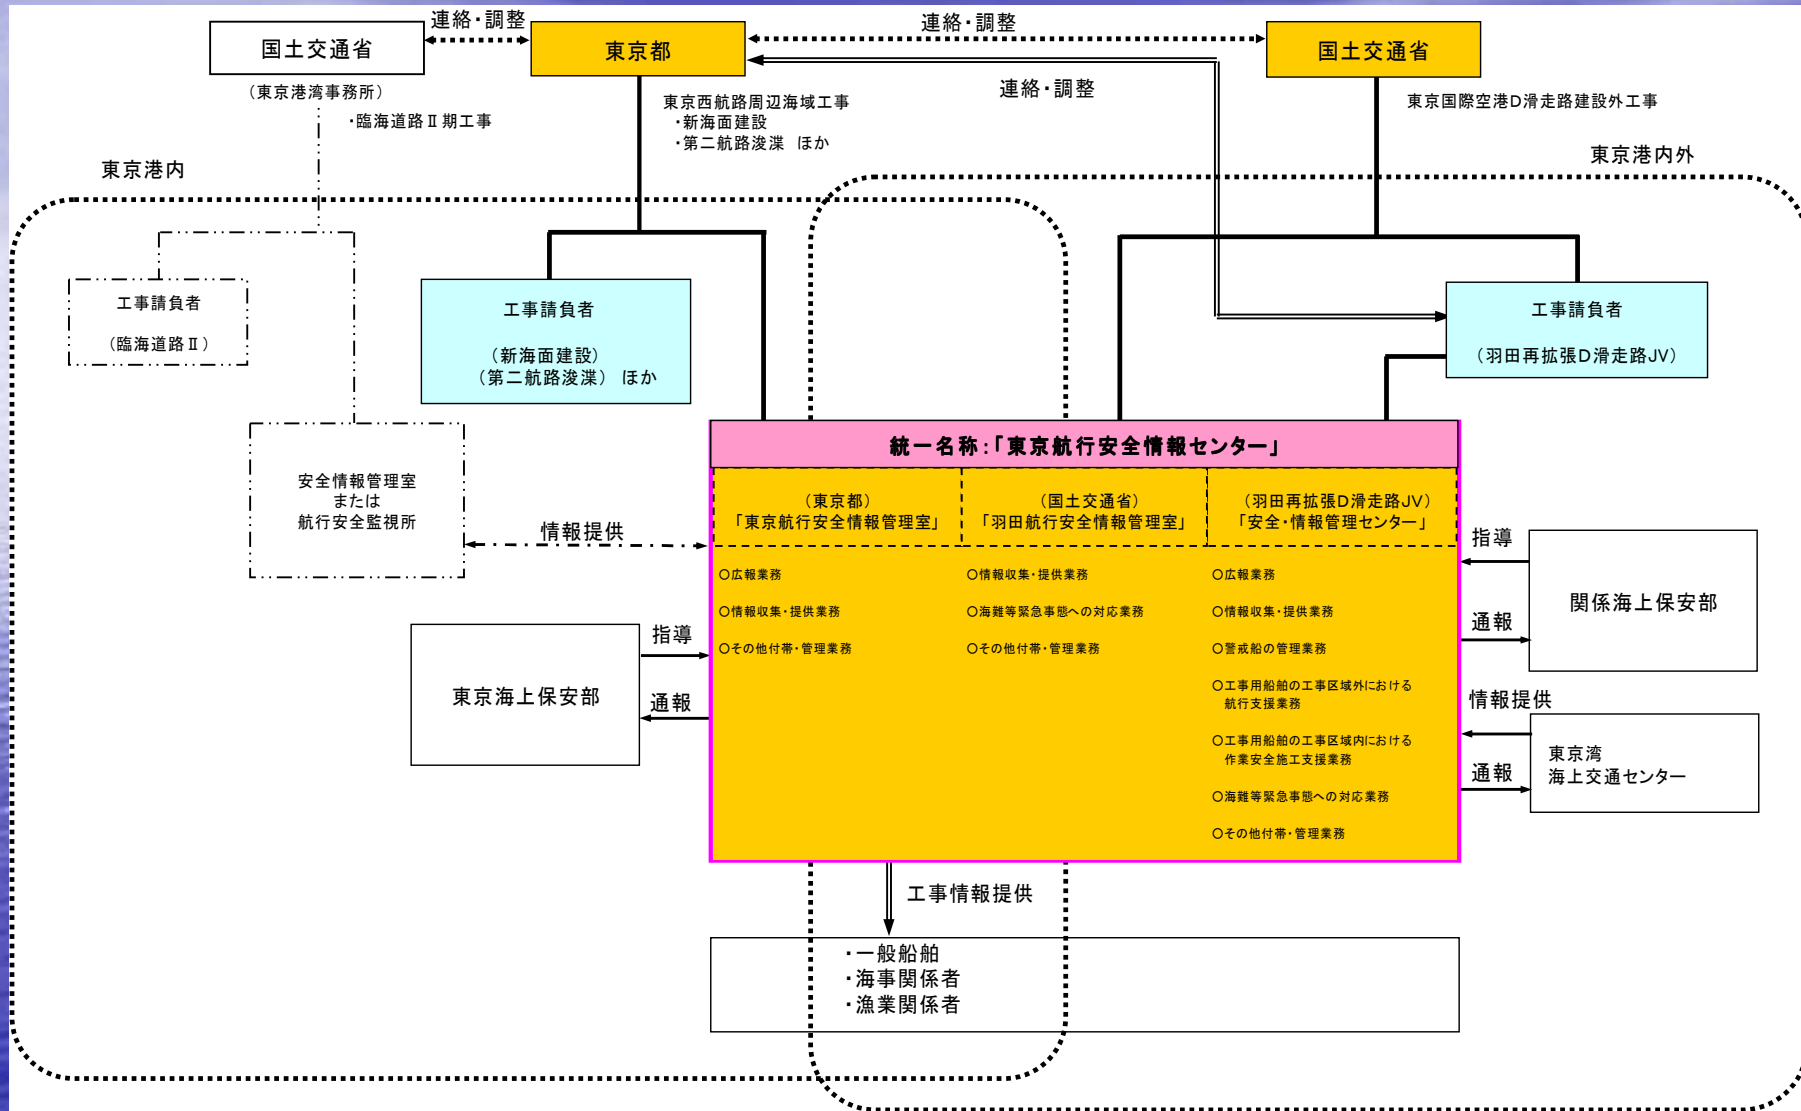 連絡・調整
連絡・調整
国土交通省
東京都
国土交通省
連絡・調整
（東京港湾事務所）
・臨海道路Ⅱ期工事
東京西航路周辺海域工事
・新海面建設
・第二航路浚渫　ほか
東京国際空港D滑走路建設外工事
東京港内
東京港内外
工事請負者
（臨海道路Ⅱ）
工事請負者
（新海面建設）
（第二航路浚渫）　ほか
工事請負者
（羽田再拡張D滑走路JV）
統一名称：「東京航行安全情報センター」
安全情報管理室
または
航行安全監視所
情報提供
（東京都）
「東京航行安全情報管理室」
（国土交通省）
「羽田航行安全情報管理室」
（羽田再拡張D滑走路JV）
「安全・情報管理センター」
○広報業務
○情報収集・提供業務
○その他付帯・管理業務
○情報収集・提供業務
○海難等緊急事態への対応業務
○その他付帯・管理業務
○広報業務
○情報収集・提供業務
○警戒船の管理業務
○工事用船舶の工事区域外における
航行支援業務
○工事用船舶の工事区域内における
作業安全施工支援業務
○海難等緊急事態への対応業務
○その他付帯・管理業務
指導
通報
東京海上保安部
指導
通報
関係海上保安部
情報提供
通報
東京湾
海上交通センター
工事情報提供
・一般船舶
・海事関係者
・漁業関係者